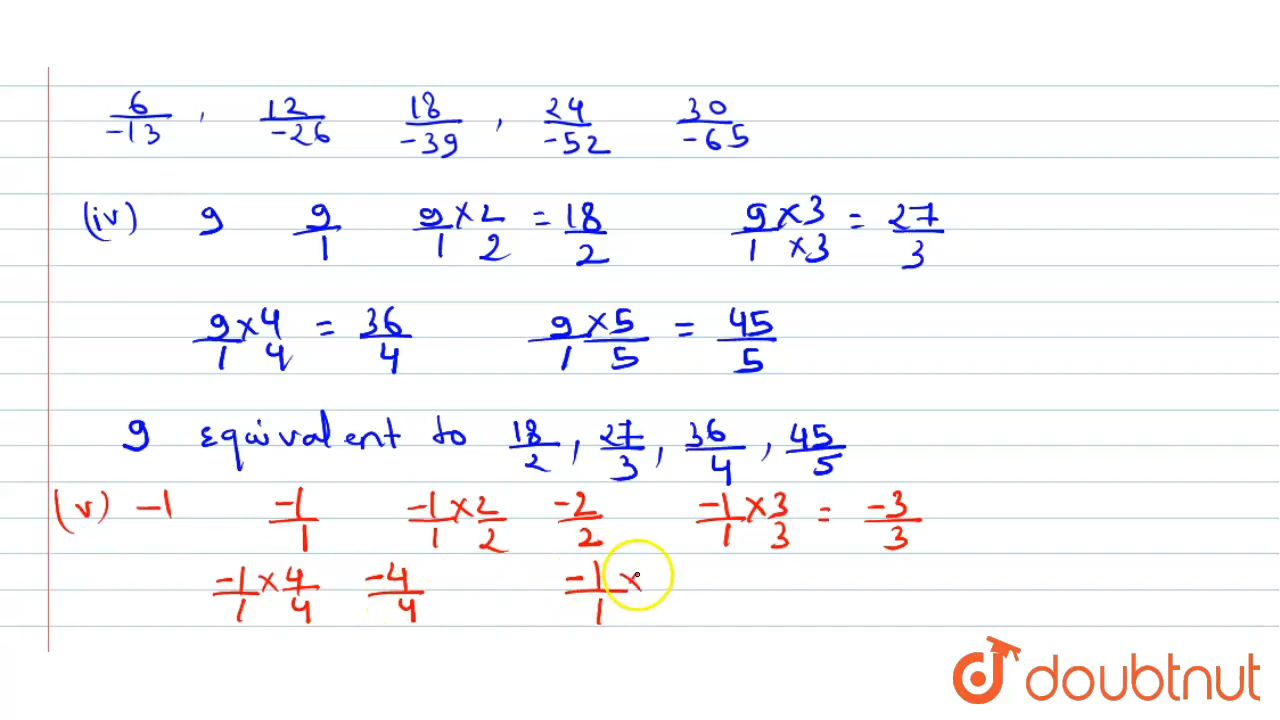 6/-13 , 12/-26 18/-39 , 24/-52 30/-65
(iv) 9 9/1 9/1 × 2/2 = 18/2 9×3/1×3 = 27/3
9/1 × 4/4 = 36/4 9/1 × 5/5 = 45/5
9 equivalent to 18/2 , 27/3 , 36/4 , 45/5
(v) -1 -1/1 -1/1 × 2/2 -2/2 -1/1 × 3/3 = -3/3
-1/1 × 4/4 -4/4 -1/1 ×
doubtnut